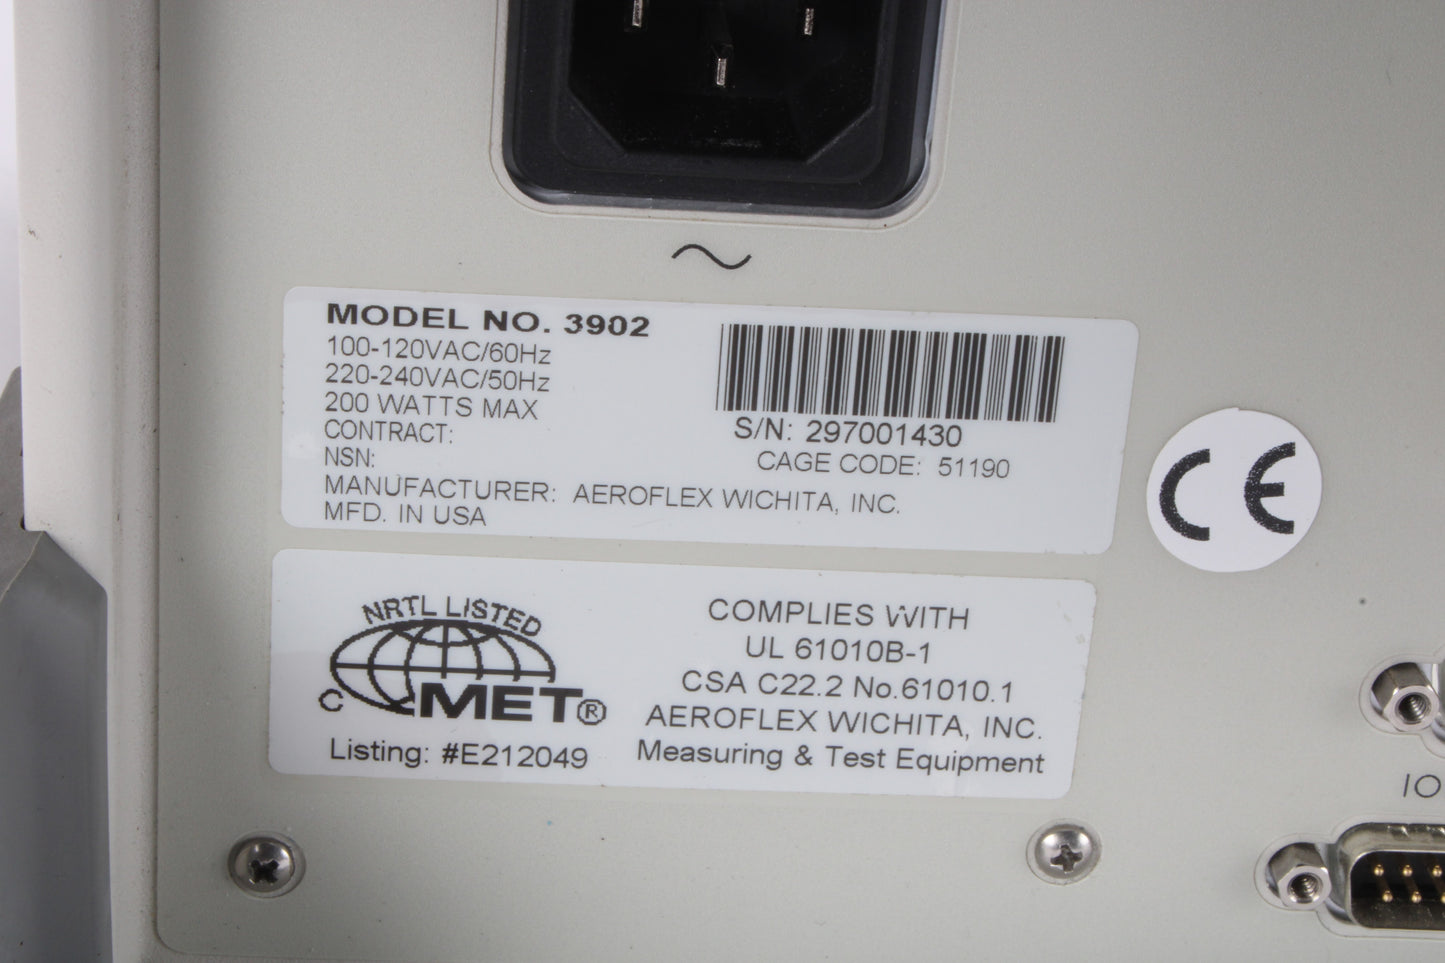 MODEL NO. 3902
100-120VAC/60Hz
220-240VAC/50Hz
200 WATTS MAX
CONTRACT:
NSN:
MANUFACTURER: AEROFLEX WICHITA, INC.
MFD. IN USA
S/N: 297001430
CAGE CODE: 51190
CE
NRTL LISTED
C MET®
Listing: #E212049
COMPLIES WITH
UL 61010B-1
CSA C22.2 No.61010.1
AEROFLEX WICHITA, INC.
Measuring & Test Equipment
IO